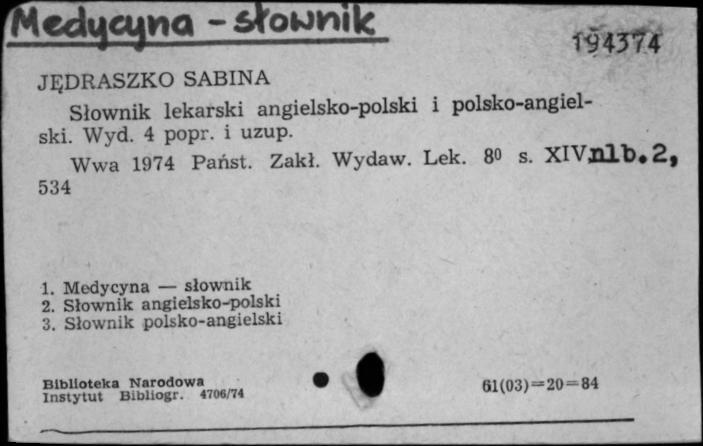 Medycyna - słownik
194374
JĘDRASZKO SABINA
Słownik lekarski angielsko-polski i polsko-angiel-
ski. Wyd. 4 popr. i uzup.
Wwa 1974 Państ. Zakł. Wydaw. Lek. 8⁰ s. XIV, nlb. 2,
534
1. Medycyna — słownik
2. Słownik angielsko-polski
3. Słownik polsko-angielski
Biblioteka Narodowa
Instytut Bibliogr. 4706/74
61(03)=20=84